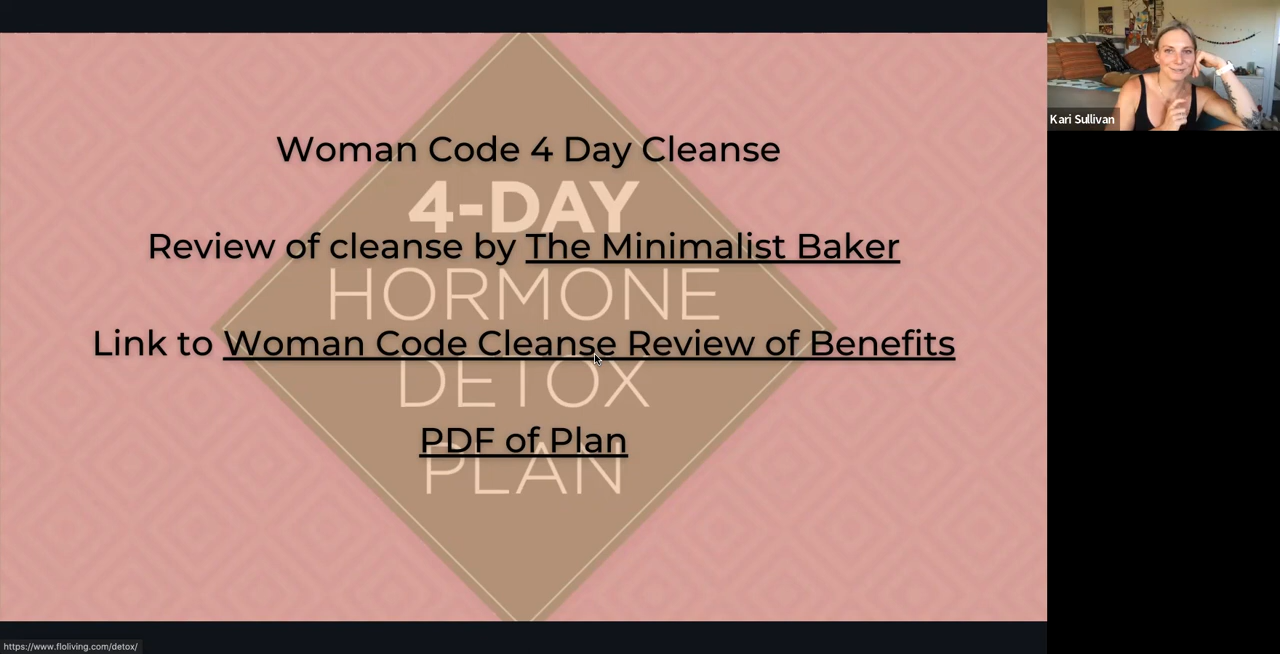 Woman Code 4 Day Cleanse
4-DAY
Review of cleanse by The Minimalist Baker
HORMONE
Link to Woman Code Cleanse Review of Benefits
DETOX
PDF of Plan
PLAN
Kari Sullivan
https://www.floliving.com/detox/